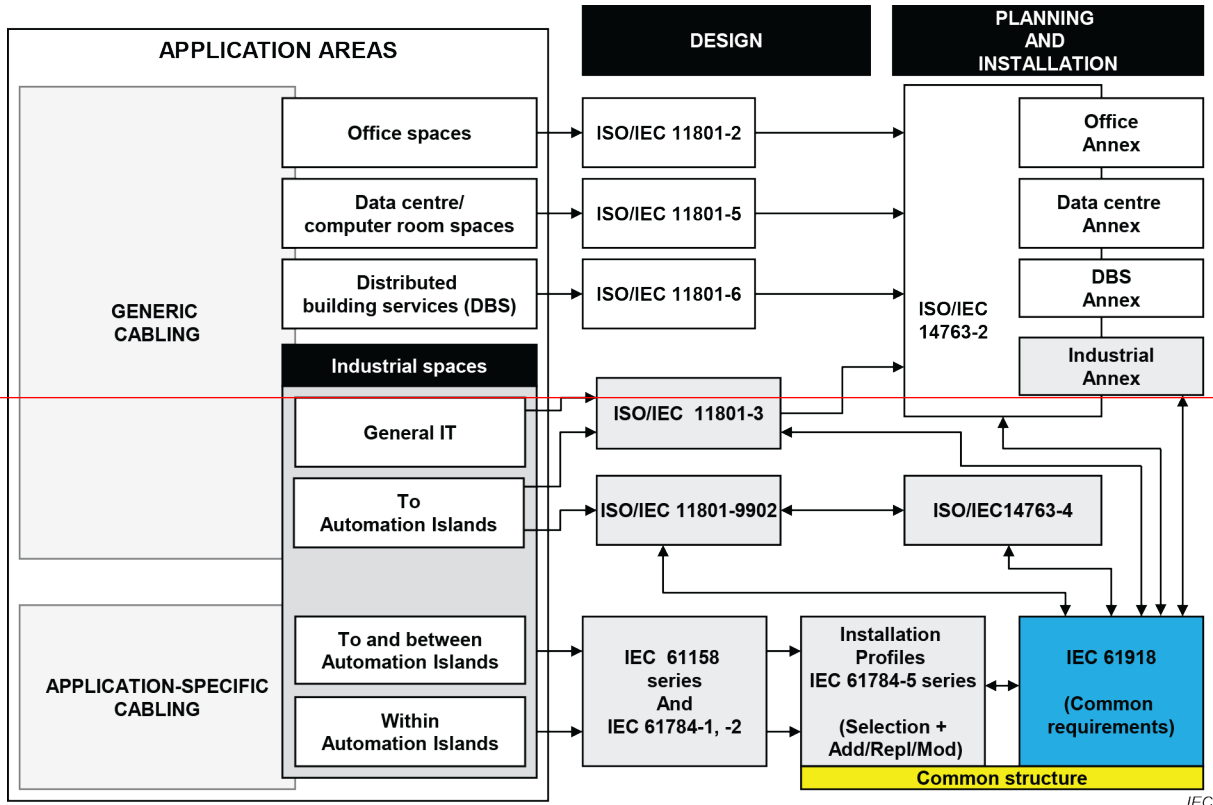 APPLICATION AREAS
DESIGN
PLANNING
AND
INSTALLATION
GENERIC
CABLING
Office spaces
ISO/IEC 11801-2
Office
Annex
Data centre/
computer room spaces
ISO/IEC 11801-5
Data centre
Annex
Distributed
building services (DBS)
ISO/IEC 11801-6
DBS
Annex
ISO/IEC
14763-2
Industrial spaces
Industrial
Annex
General IT
ISO/IEC 11801-3
To
Automation Islands
ISO/IEC 11801-9902
ISO/IEC14763-4
APPLICATION-SPECIFIC
CABLING
To and between
Automation Islands
Within
Automation Islands
IEC 61158
series
And
IEC 61784-1, -2
Installation
Profiles
IEC 61784-5 series
(Selection +
Add/Repl/Mod)
IEC 61918
(Common
requirements)
Common structure
IEC